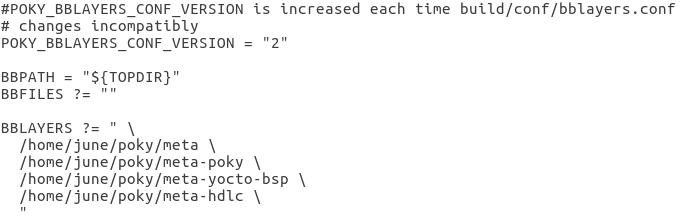 #POKY_BBLAYERS_CONF_VERSION is increased each time build/conf/bblayers.conf
# changes incompatibly
POKY_BBLAYERS_CONF_VERSION = "2"

BBPATH = "${TOPDIR}"
BBFILES ?= ""

BBLAYERS ?= " \
  /home/june/poky/meta \
  /home/june/poky/meta-poky \
  /home/june/poky/meta-yocto-bsp \
  /home/june/poky/meta-hdlc \
  "